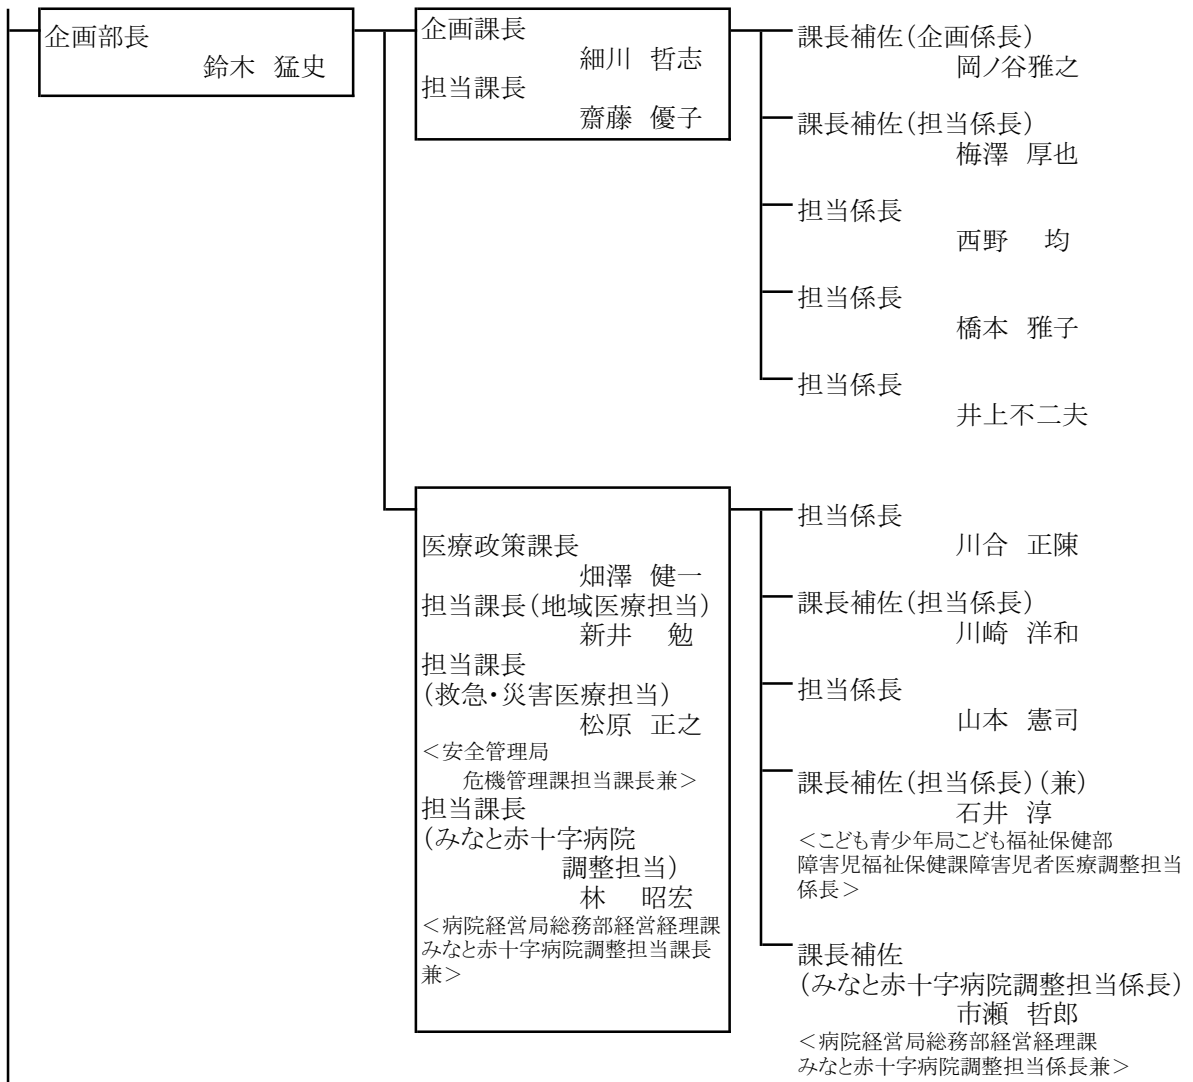 企画部長
鈴木 猛史
企画課長
細川 哲志
担当課長
齋藤 優子
課長補佐(企画係長)
岡ノ谷雅之
課長補佐(担当係長)
梅澤 厚也
担当係長
西野 均
担当係長
橋本 雅子
担当係長
井上不二夫
医療政策課長
畑澤 健一
担当課長(地域医療担当)
新井 勉
担当課長
(救急・災害医療担当)
松原 正之
<安全管理局
危機管理課担当課長兼>
担当課長
(みなと赤十字病院
調整担当)
林 昭宏
<病院経営局総務部経営経理課
みなと赤十字病院調整担当課長
兼>
担当係長
川合 正陳
課長補佐(担当係長)
川崎 洋和
担当係長
山本 憲司
課長補佐(担当係長)(兼)
石井 淳
<こども青少年局こども福祉保健部
障害児福祉保健課障害児者医療調整担当
係長>
課長補佐
(みなと赤十字病院調整担当係長)
市瀬 哲郎
<病院経営局総務部経営経理課
みなと赤十字病院調整担当係長兼>